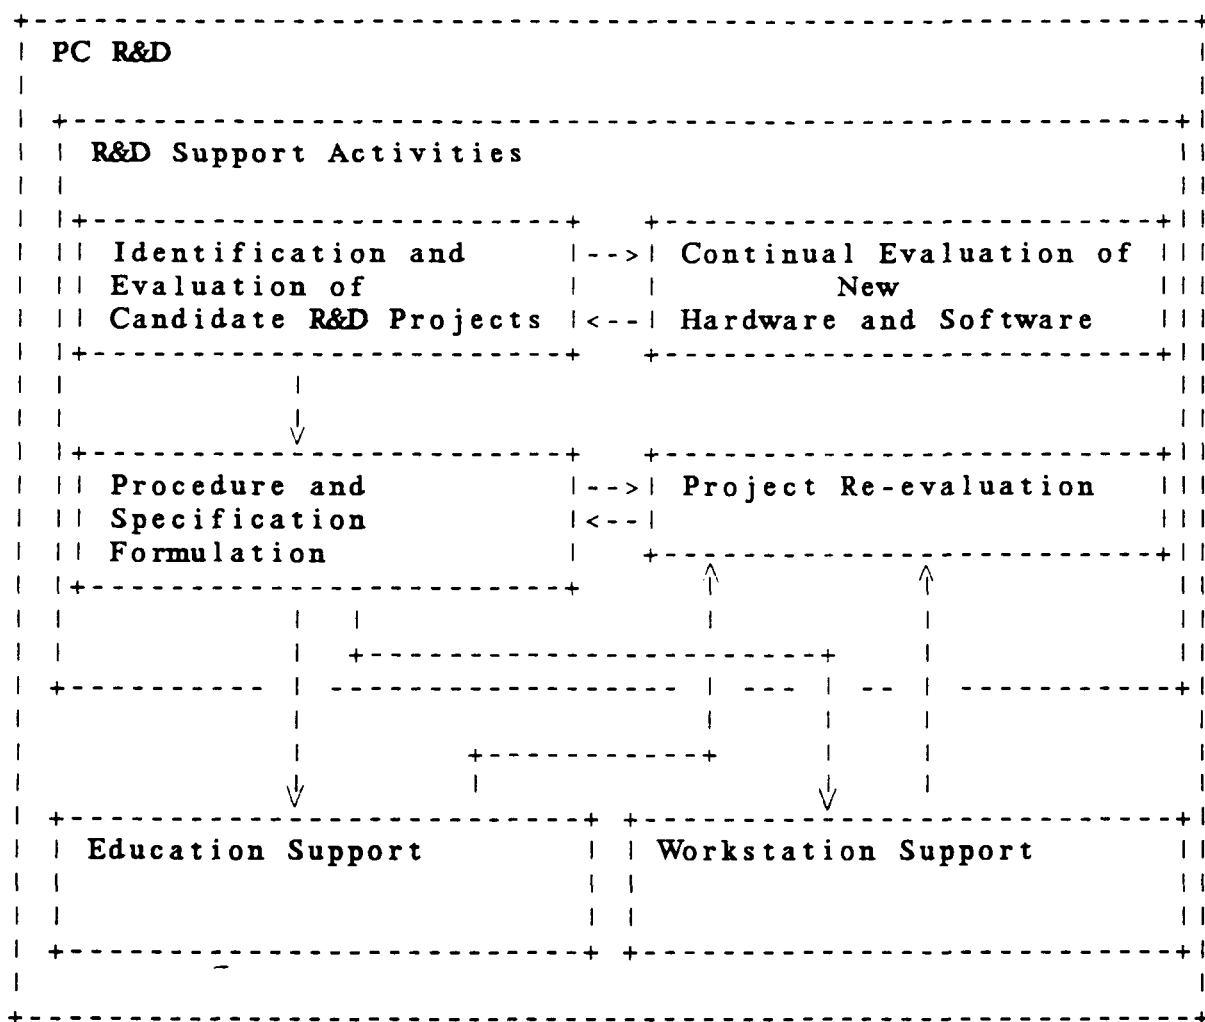 PC R&D
R&D Support Activities
Identification and
Evaluation of
Candidate R&D Projects
Continual Evaluation of
New
Hardware and Software
Procedure and
Specification
Formulation
Project Re-evaluation
Education Support
Workstation Support